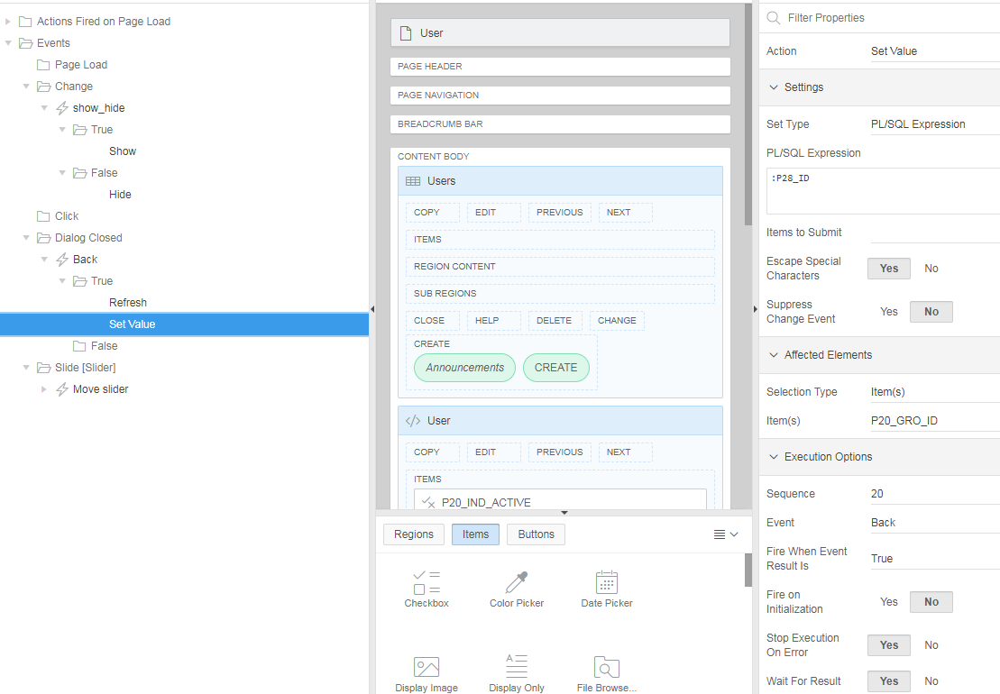 Actions Fired on Page Load
Events
Page Load
Change
show_hide
True
Show
False
Hide
Click
Dialog Closed
Back
True
Refresh
Set Value
False
Slide [Slider]
Move slider
User
PAGE HEADER
PAGE NAVIGATION
BREADCRUMB BAR
CONTENT BODY
Users
COPY EDIT PREVIOUS NEXT
ITEMS
REGION CONTENT
SUB REGIONS
CLOSE HELP DELETE CHANGE
CREATE
Announcements CREATE
User
COPY EDIT PREVIOUS NEXT
ITEMS
P20_IND_ACTIVE
Regions Items Buttons
Checkbox Color Picker Date Picker
Display Image Display Only File Browse...
Filter Properties
Action Set Value
Settings
Set Type PL/SQL Expression
PL/SQL Expression
:P28_ID
Items to Submit
Escape Special
Characters Yes No
Suppress
Change Event Yes No
Affected Elements
Selection Type Item(s)
Item(s) P20_GRO_ID
Execution Options
Sequence 20
Event Back
Fire When Event
Result Is True
Fire on
Initialization Yes No
Stop Execution
On Error Yes No
Wait For Result Yes No